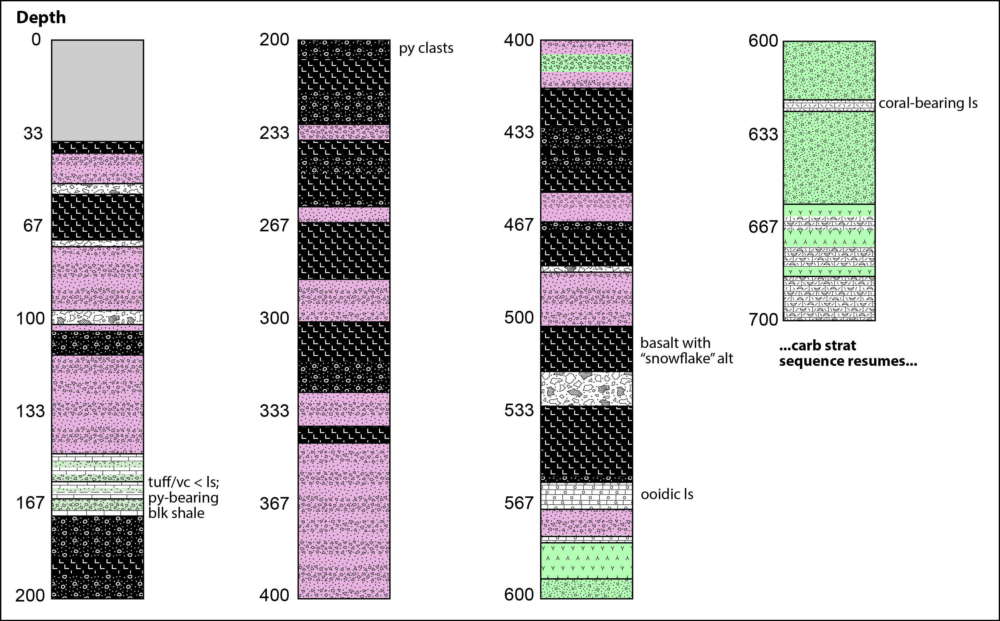 Depth
0
33
67
100
133
167
200
tuff/vc < ls;
py-bearing
blk shale
200
233
267
300
333
367
400
py clasts
400
433
467
500
533
567
600
basalt with
“snowflake” alt
ooidic ls
600
633
667
700
coral-bearing ls
...carb strat
sequence resumes...